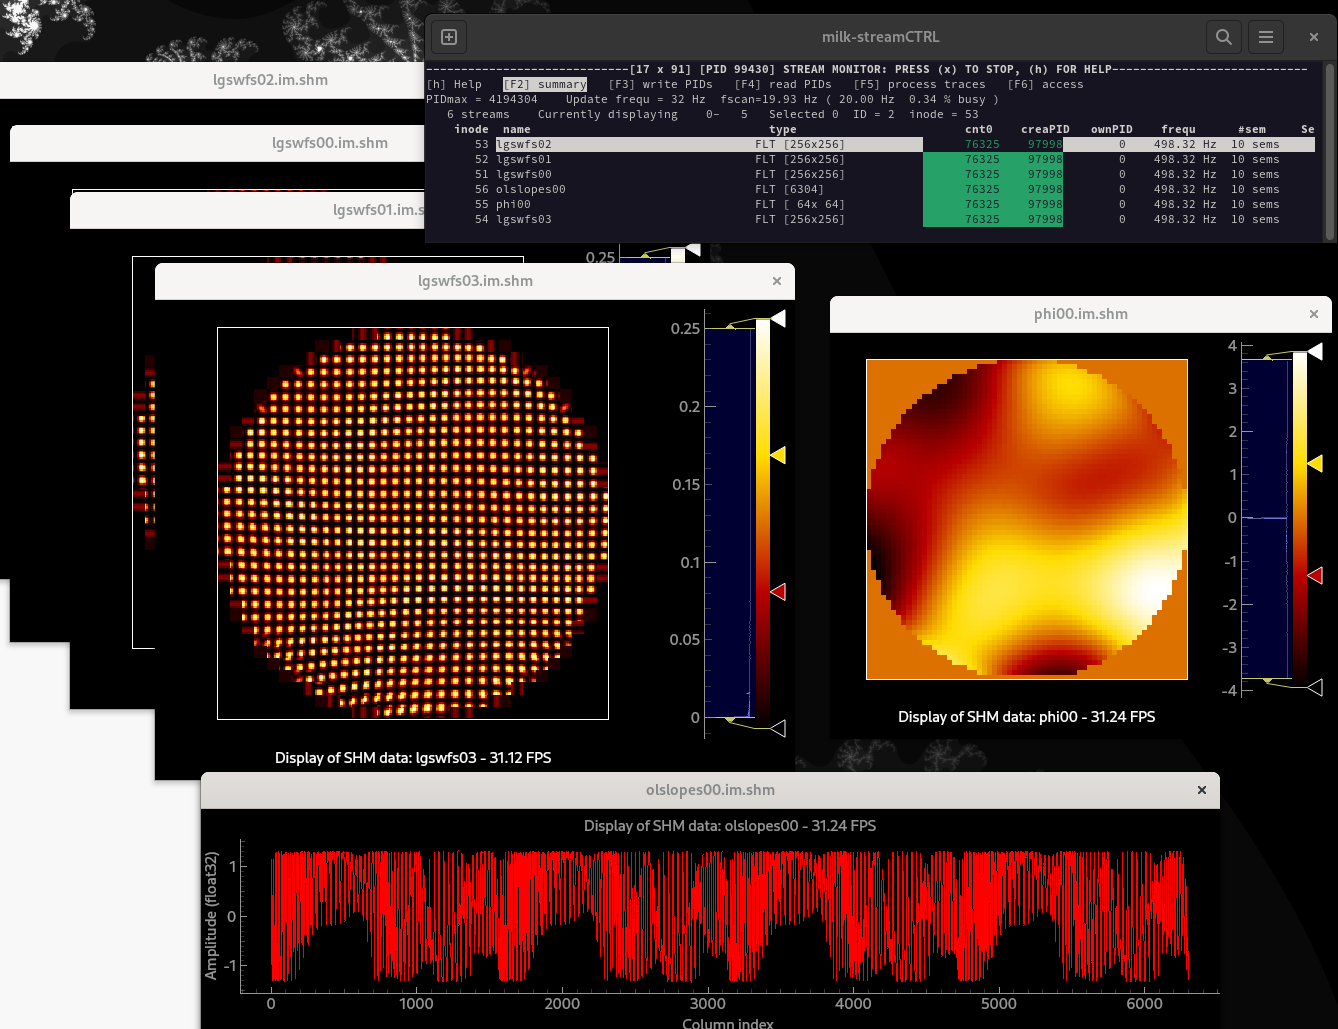 lgswfs02.im.shm
lgswfs00.im.shm
lgswfs01.im.s
milk-streamCTRL
-----------------------------[17 x 91] [PID 99430] STREAM MONITOR: PRESS (x) TO STOP, (h) FOR HELP----------------------------
[h] Help [F2] summary [F3] write PIDs [F4] read PIDs [F5] process traces [F6] access
PIDmax = 4194304 Update frequ = 32 Hz fscan=19.93 Hz ( 20.00 Hz 0.34 % busy )
6 streams Currently displaying 0- 5 Selected 0 ID = 2 inode = 53
inode name type cnt0 creaPID ownPID frequ #sem Se
53 lgswfs02 FLT [256x256] 76325 97998 0 498.32 Hz 10 sems
52 lgswfs01 FLT [256x256] 76325 97998 0 498.32 Hz 10 sems
51 lgswfs00 FLT [256x256] 76325 97998 0 498.32 Hz 10 sems
56 olslopes00 FLT [6304] 76325 97998 0 498.32 Hz 10 sems
55 phi00 FLT [ 64x 64] 76325 97998 0 498.32 Hz 10 sems
54 lgswfs03 FLT [256x256] 76325 97998 0 498.32 Hz 10 sems
0.25
lgswfs03.im.shm
0.25
0.2
0.15
0.1
0.05
0
Display of SHM data: lgswfs03 - 31.12 FPS
phi00.im.shm
4
3
2
1
0
-1
-2
-3
-4
Display of SHM data: phi00 - 31.24 FPS
olslopes00.im.shm
Display of SHM data: olslopes00 - 31.24 FPS
Amplitude (float32)
1
0
-1
0 1000 2000 3000 4000 5000 6000
Column index